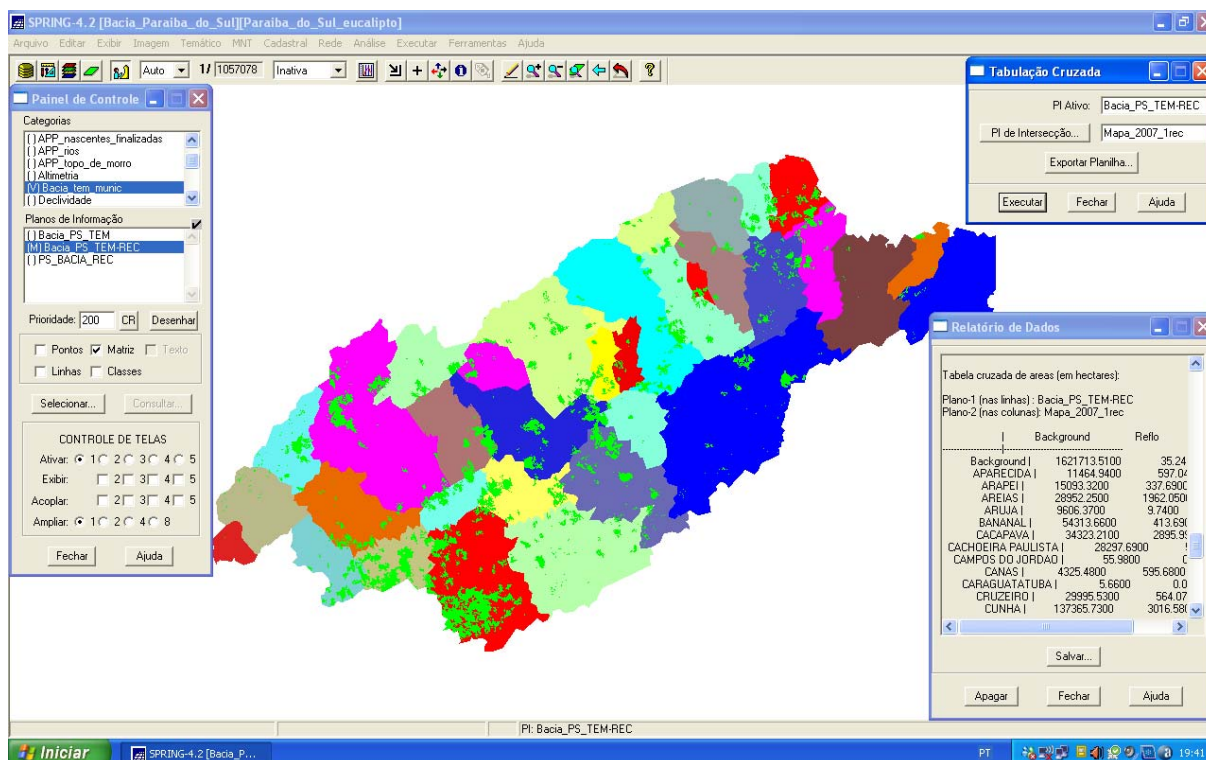 SPRING-4.2 [Bacia_Paraiba_do_Sul][Paraiba_do_Sul_eucalipto]
Arquivo Editar Exibir Imagem Temático MNT Cadastral Rede Análise Executar Ferramentas Ajuda
Auto 1/ 1057078 Inativa
Painel de Controle
Categorias
( ) APP_nascentes_finalizadas
( ) APP_rios
( ) APP_topo_de_morro
( ) Altimetria
(V) Bacia_tem_munic
( ) Declividade
Planos de Informação
( ) Bacia_PS_TEM
(M) Bacia_PS_TEM-REC
( ) PS_BACIA_REC
Prioridade: 200 CR Desenhar
Pontos Matriz Texto
Linhas Classes
Selecionar... Consultar...
CONTROLE DE TELAS
Ativar: 1 2 3 4 5
Exibir: 2 3 4 5
Acoplar: 2 3 4 5
Ampliar: 1 2 4 8
Fechar Ajuda
Tabulação Cruzada
PI Ativo: Bacia_PS_TEM-REC
PI de Intersecção... Mapa_2007_1rec
Exportar Planilha...
Executar Fechar Ajuda
Relatório de Dados
Tabela cruzada de areas (em hectares):
Plano-1 (nas linhas) : Bacia_PS_TEM-REC
Plano-2 (nas colunas): Mapa_2007_1rec
| Background Reflo
Background | 1621713.5100 35.24
APARECIDA | 11464.9400 597.04
ARAPEI | 15093.3200 337.6900
AREIAS | 28952.2500 1962.0500
ARUJA | 9606.3700 9.7400
BANANAL | 54313.6600 413.690
CACAPAVA | 34323.2100 2895.95
CACHOEIRA PAULISTA | 28297.6900
CAMPOS DO JORDAO | 55.9800
CANAS | 4325.4800 595.6800
CARAGUATATUBA | 5.6600 0.0
CRUZEIRO | 29995.5300 564.07
CUNHA | 137365.7300 3016.580
Salvar...
Apagar Fechar Ajuda
PI: Bacia_PS_TEM-REC
Iniciar SPRING-4.2 [Bacia_P... PT 19:41